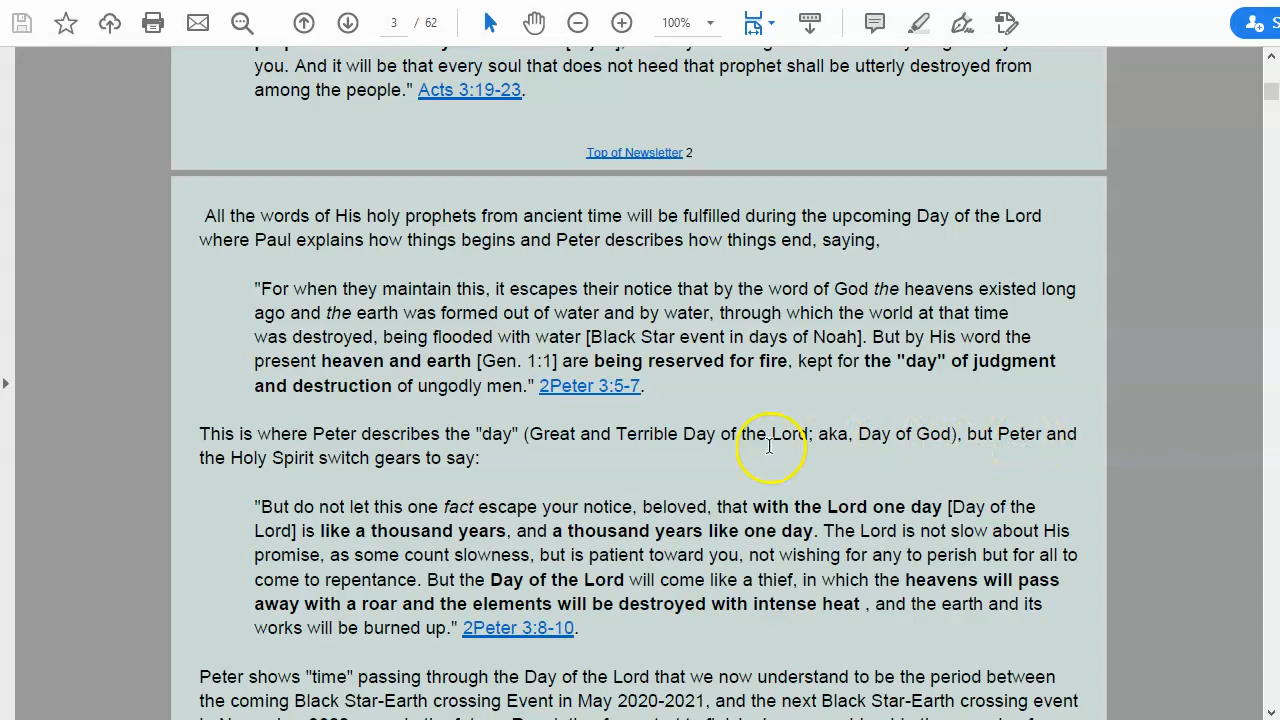 3 / 62
100%
you. And it will be that every soul that does not heed that prophet shall be utterly destroyed from
among the people." Acts 3:19-23.
Top of Newsletter 2
All the words of His holy prophets from ancient time will be fulfilled during the upcoming Day of the Lord
where Paul explains how things begins and Peter describes how things end, saying,
"For when they maintain this, it escapes their notice that by the word of God the heavens existed long
ago and the earth was formed out of water and by water, through which the world at that time
was destroyed, being flooded with water [Black Star event in days of Noah]. But by His word the
present heaven and earth [Gen. 1:1] are being reserved for fire, kept for the "day" of judgment
and destruction of ungodly men." 2Peter 3:5-7.
This is where Peter describes the "day" (Great and Terrible Day of the Lord; aka, Day of God), but Peter and
the Holy Spirit switch gears to say:
"But do not let this one fact escape your notice, beloved, that with the Lord one day [Day of the
Lord] is like a thousand years, and a thousand years like one day. The Lord is not slow about His
promise, as some count slowness, but is patient toward you, not wishing for any to perish but for all to
come to repentance. But the Day of the Lord will come like a thief, in which the heavens will pass
away with a roar and the elements will be destroyed with intense heat , and the earth and its
works will be burned up." 2Peter 3:8-10.
Peter shows "time" passing through the Day of the Lord that we now understand to be the period between
the coming Black Star-Earth crossing Event in May 2020-2021, and the next Black Star-Earth crossing event